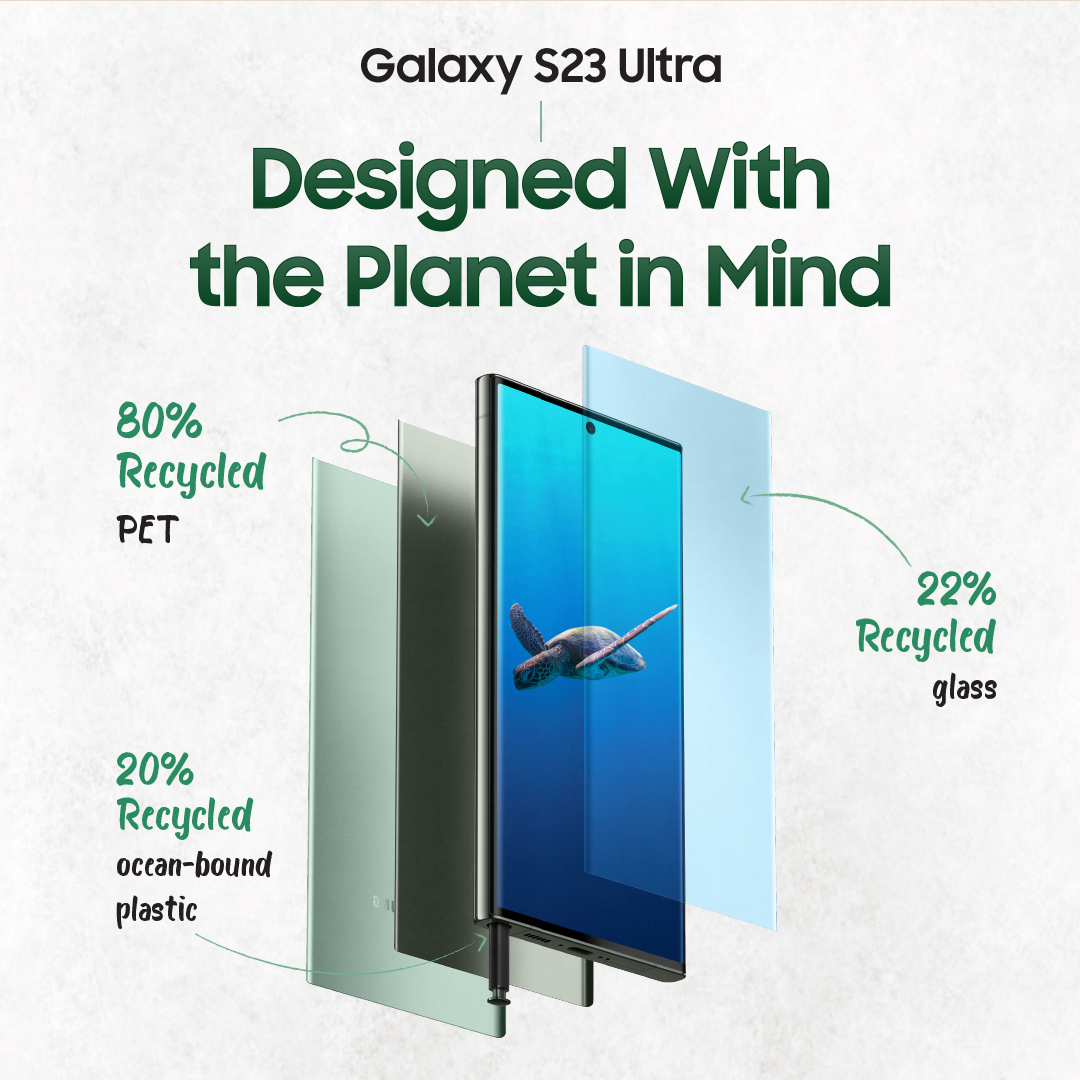 Galaxy S23 Ultra
Designed With
the Planet in Mind
80%
Recycled
PET
22%
Recycled
glass
20%
Recycled
ocean-bound
plastic